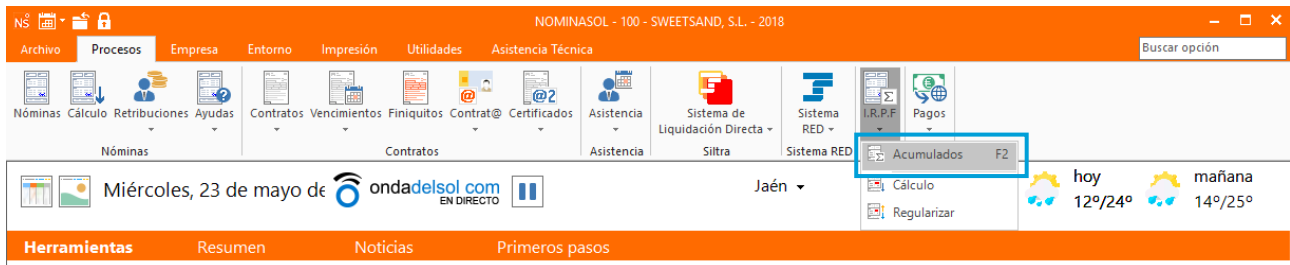 NOMINASOL - 100 - SWEETSAND, S.L. - 2018
Archivo Procesos Empresa Entorno Impresión Utilidades Asistencia Técnica Buscar opción
Nóminas Cálculo Retribuciones Ayudas Contratos Vencimientos Finiquitos Contrat@ Certificados Asistencia Sistema de Liquidación Directa Sistema RED I.R.P.F Pagos
Nóminas Contratos Asistencia Siltra Sistema RED
Acumulados F2
Cálculo
Regularizar
Miércoles, 23 de mayo de
ondadelsol com
EN DIRECTO
Jaén
hoy
12º/24º
mañana
14º/25º
Herramientas Resumen Noticias Primeros pasos